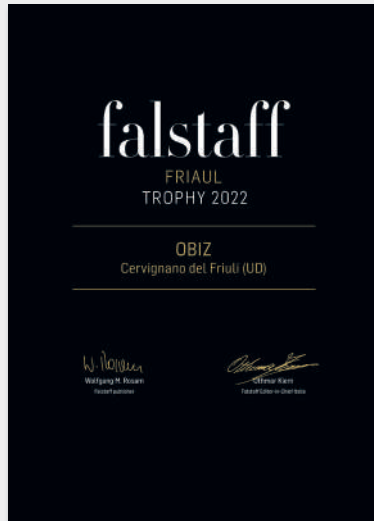 falstaff
FRIAUL
TROPHY 2022
OBIZ
Cervignano del Friuli (UD)
W. Rosam
Wolfgang M. Rosam
Falstaff publisher
Othmar Kiem
Falstaff Editor-in-Chief Italia